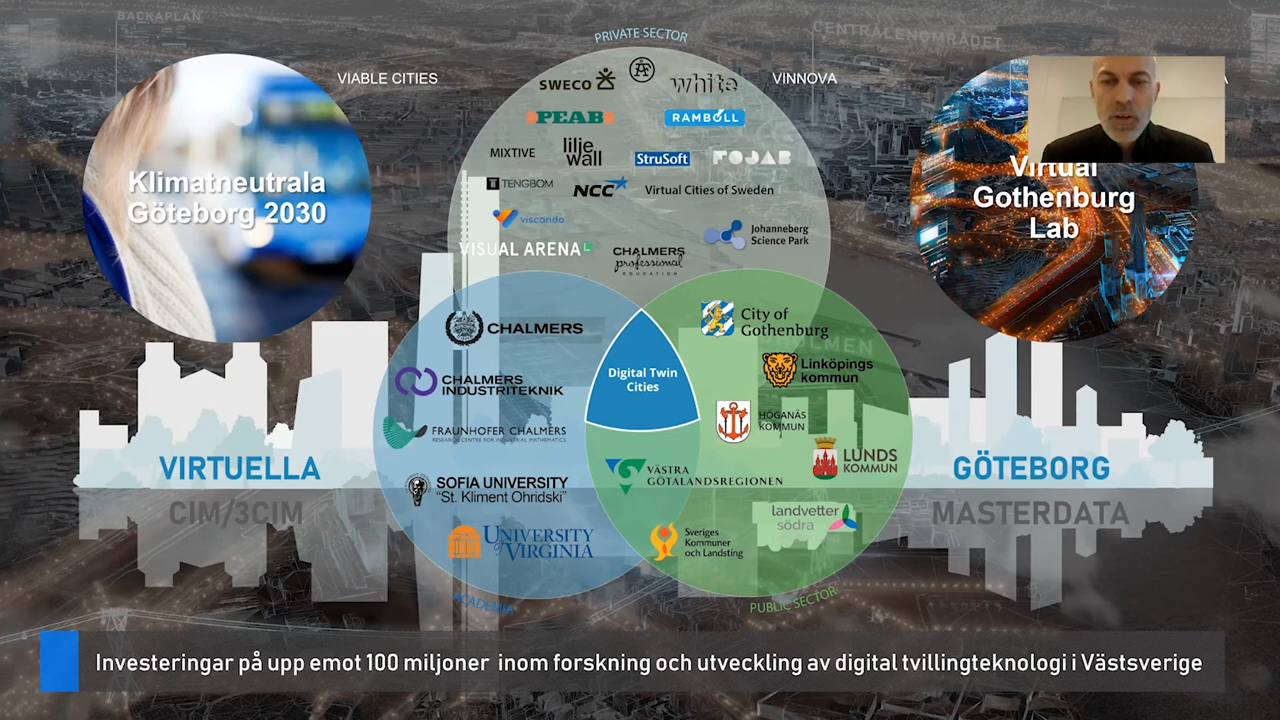 BACKAPLAN
CENTRALENOMRÅDET
PRIVATE SECTOR
VIABLE CITIES
VINNOVA
Klimatneutrala
Göteborg 2030
SWECO
ÅF
white
PEAB
RAMBOLL
MIXTIVE
lilje
wall
StruSoft
FOJAB
TENGBOM
NCC
Virtual Cities of Sweden
viscando
Johanneberg
Science Park
VISUAL ARENA
CHALMERS
professional
EDUCATION
Virtual
Gothenburg
Lab
CHALMERS
CHALMERS
INDUSTRITEKNIK
FRAUNHOFER CHALMERS
RESEARCH CENTRE FOR INDUSTRIAL MATHEMATICS
SOFIA UNIVERSITY
"St. Kliment Ohridski"
UNIVERSITY
of VIRGINIA
ACADEMIA
Digital Twin
Cities
City of
Gothenburg
Linköpings
kommun
HÖGANÄS
KOMMUN
LUNDS
KOMMUN
VÄSTRA
GÖTALANDSREGIONEN
landvetter
södra
Sveriges
Kommuner
och Landsting
PUBLIC SECTOR
VIRTUELLA
CIM/3CIM
GÖTEBORG
MASTERDATA
Investeringar på upp emot 100 miljoner inom forskning och utveckling av digital tvillingteknologi i Västsverige